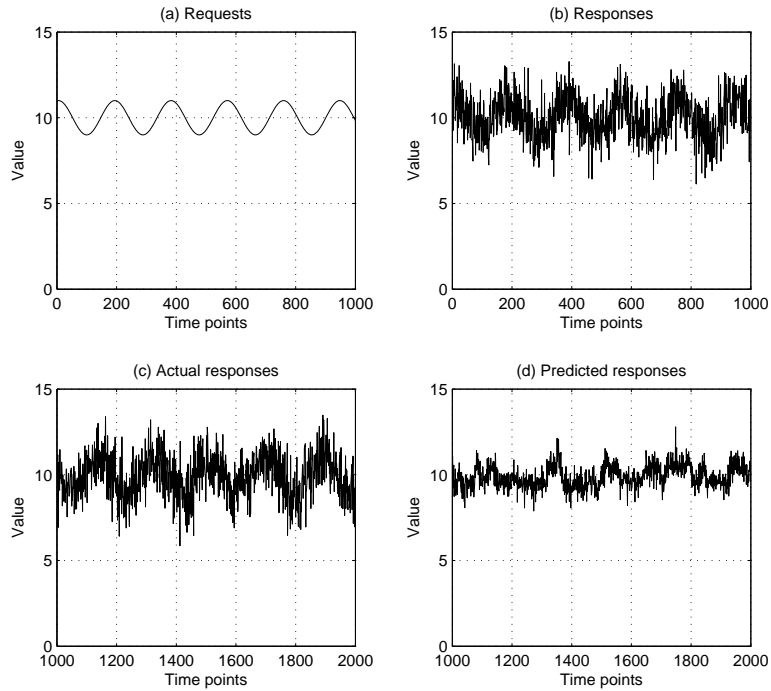 (a) Requests
15
10
5
0
Value
0 200 400 600 800 1000
Time points
(b) Responses
15
10
5
0
Value
0 200 400 600 800 1000
Time points
(c) Actual responses
15
10
5
0
Value
1000 1200 1400 1600 1800 2000
Time points
(d) Predicted responses
15
10
5
0
Value
1000 1200 1400 1600 1800 2000
Time points